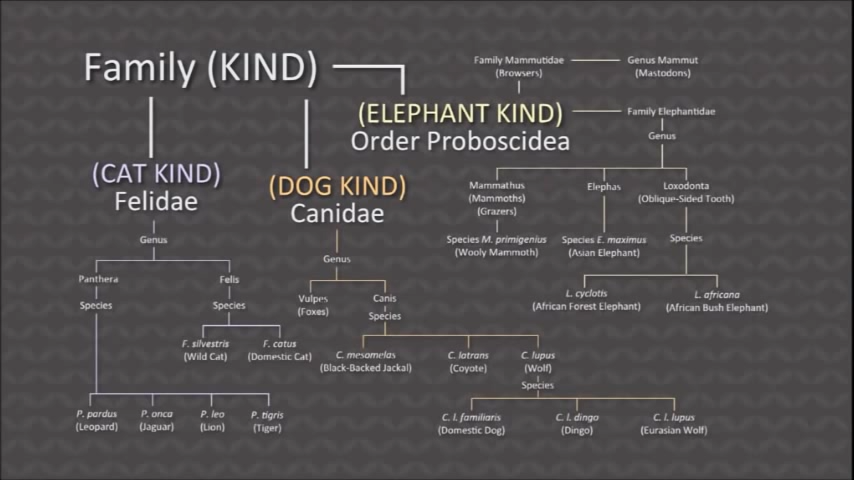 Family (KIND)
Family Mammutidae
(Browsers)
Genus Mammut
(Mastodons)
(ELEPHANT KIND)
Order Proboscidea
Family Elephantidae
Genus
(CAT KIND)
Felidae
(DOG KIND)
Canidae
Mammathus
(Mammoths)
(Grazers)
Elephas
Loxodonta
(Oblique-Sided Tooth)
Species M. primigenius
(Wooly Mammoth)
Species E. maximus
(Asian Elephant)
Species
L. cyclotis
(African Forest Elephant)
L. africana
(African Bush Elephant)
Genus
Panthera
Species
Felis
Species
F. silvestris
(Wild Cat)
F. catus
(Domestic Cat)
P. pardus
(Leopard)
P. onca
(Jaguar)
P. leo
(Lion)
P. tigris
(Tiger)
Genus
Vulpes
(Foxes)
Canis
Species
C. mesomelas
(Black-Backed Jackal)
C. latrans
(Coyote)
C. lupus
(Wolf)
Species
C. l. familiaris
(Domestic Dog)
C. l. dingo
(Dingo)
C. l. lupus
(Eurasian Wolf)